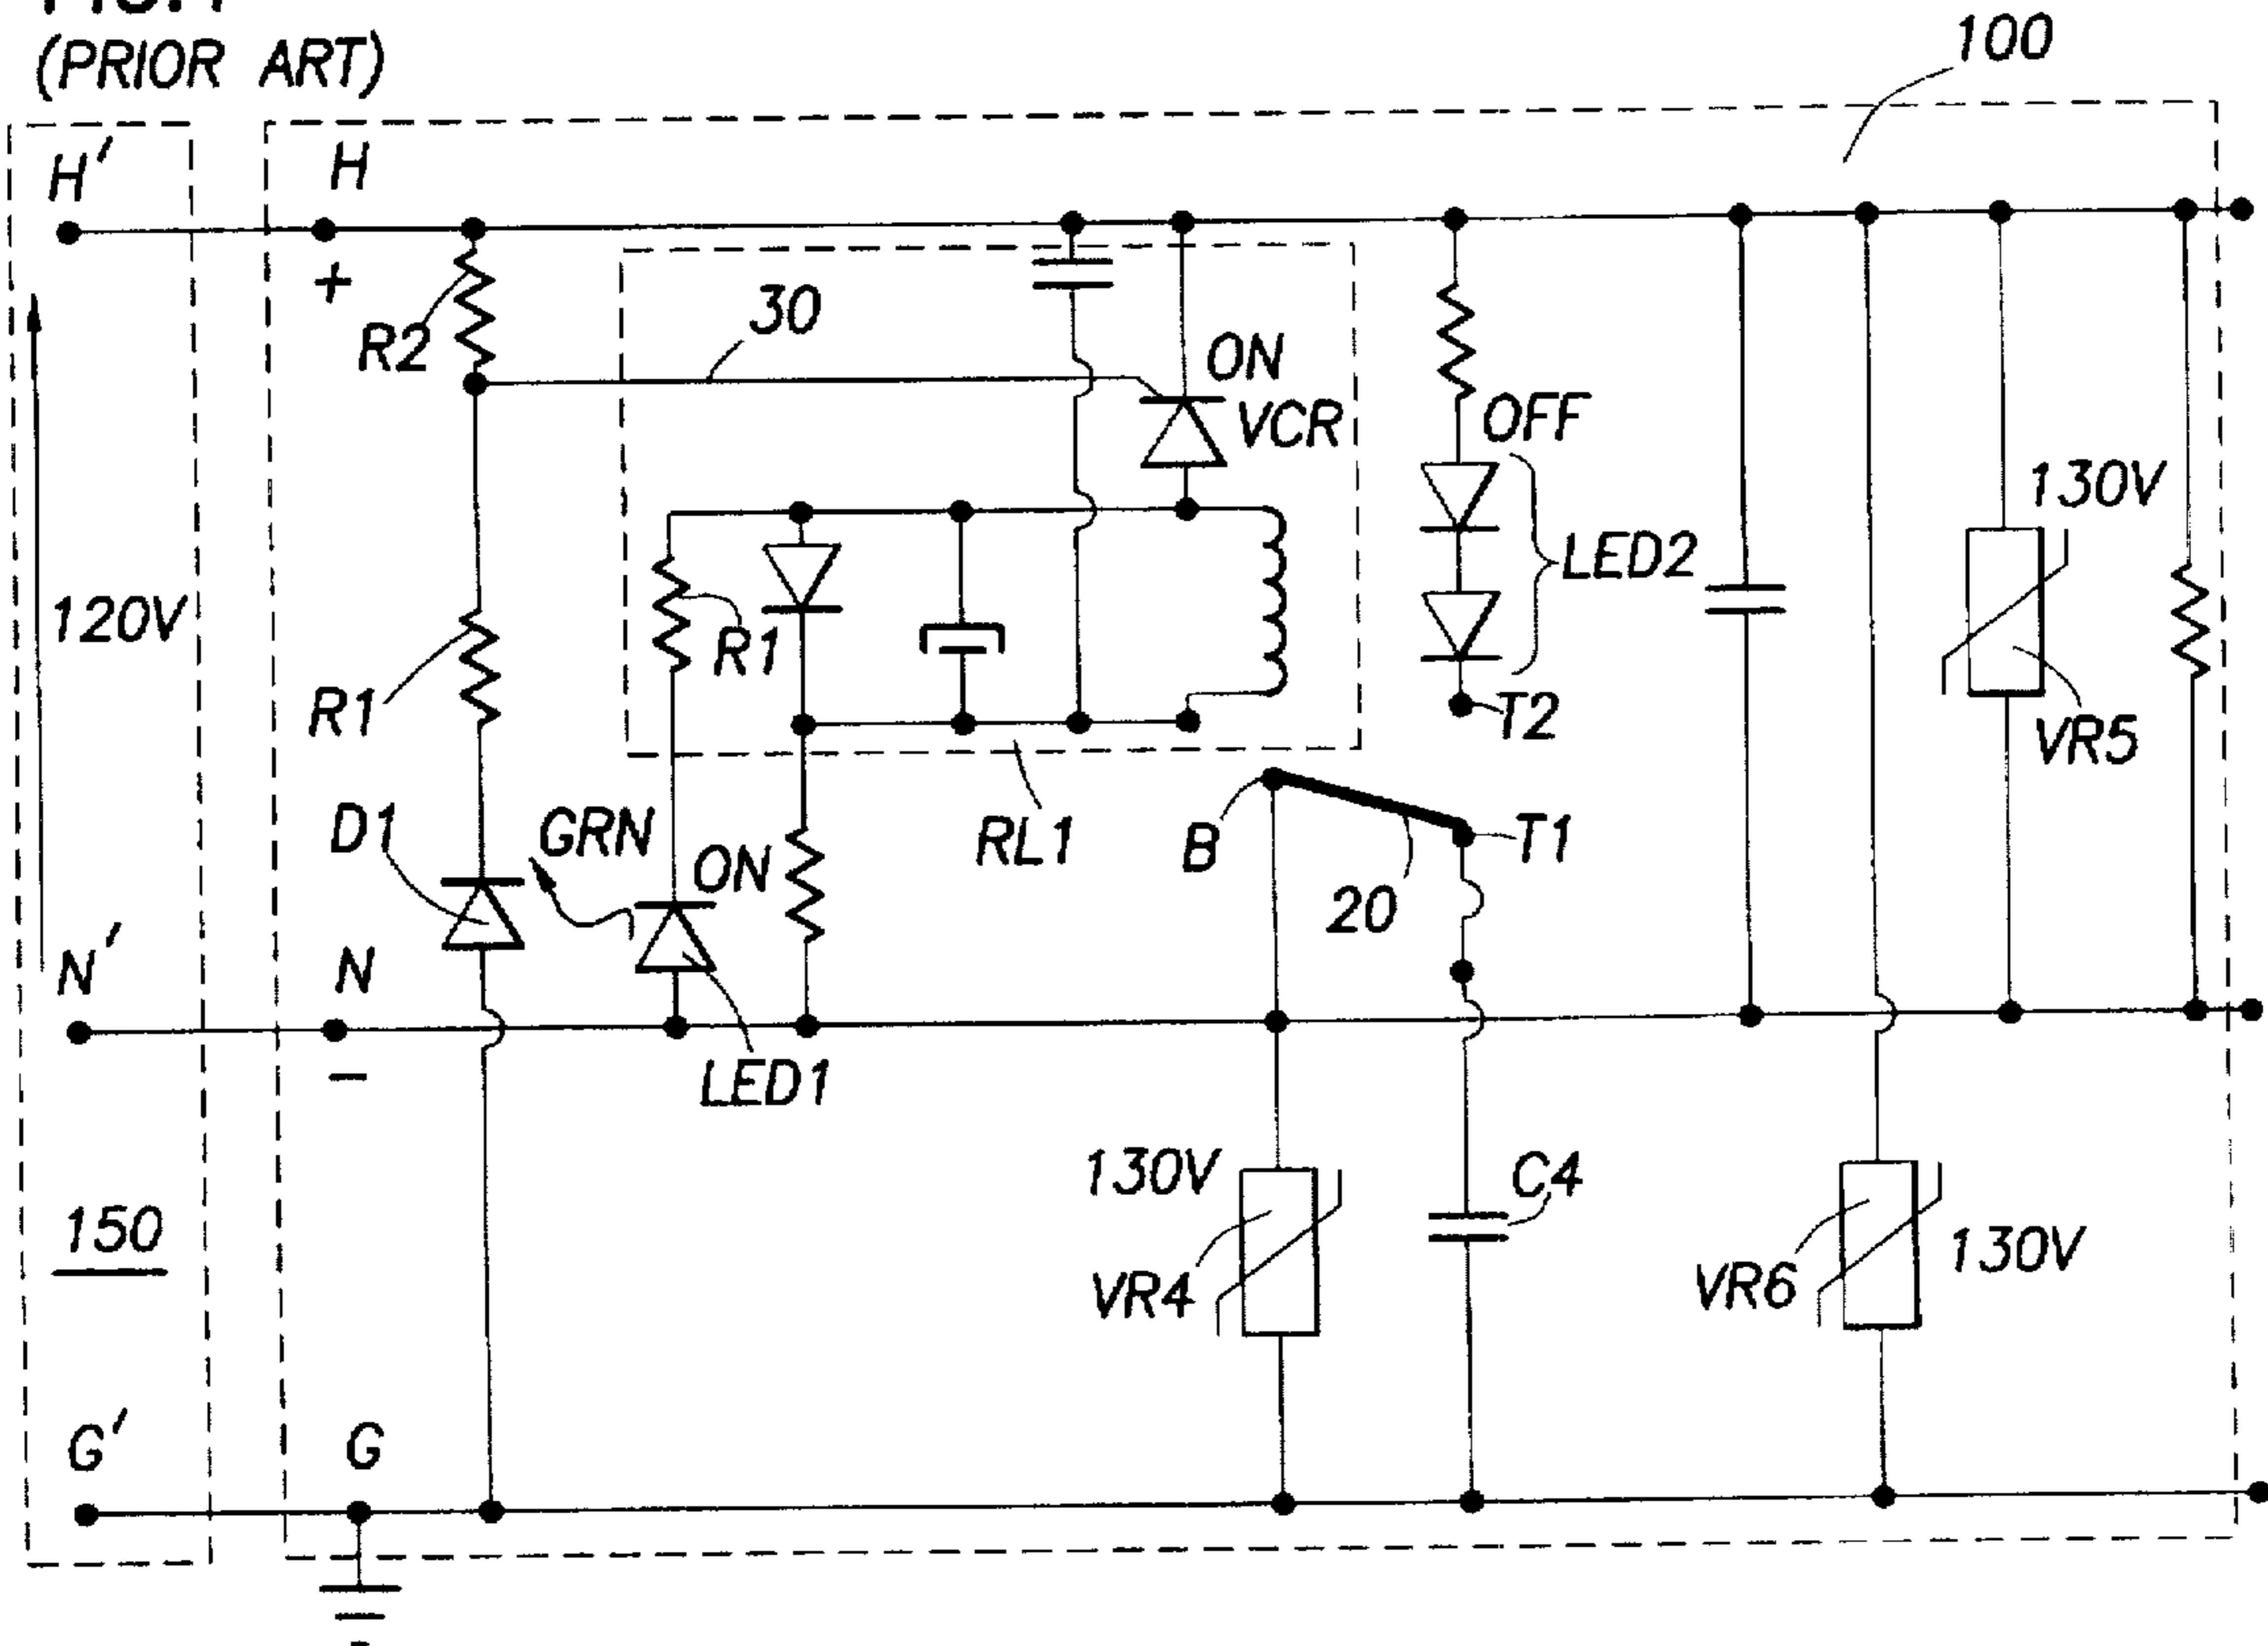 (PRIOR ART)
100
H'
H
+
R2
30
ON
VCR
OFF
LED2
130V
VR5
120V
R1
R1
T2
D1
GRN
ON
RL1
B
T1
20
N'
N
−
LED1
130V
VR4
C4
VR6
130V
150
G'
G